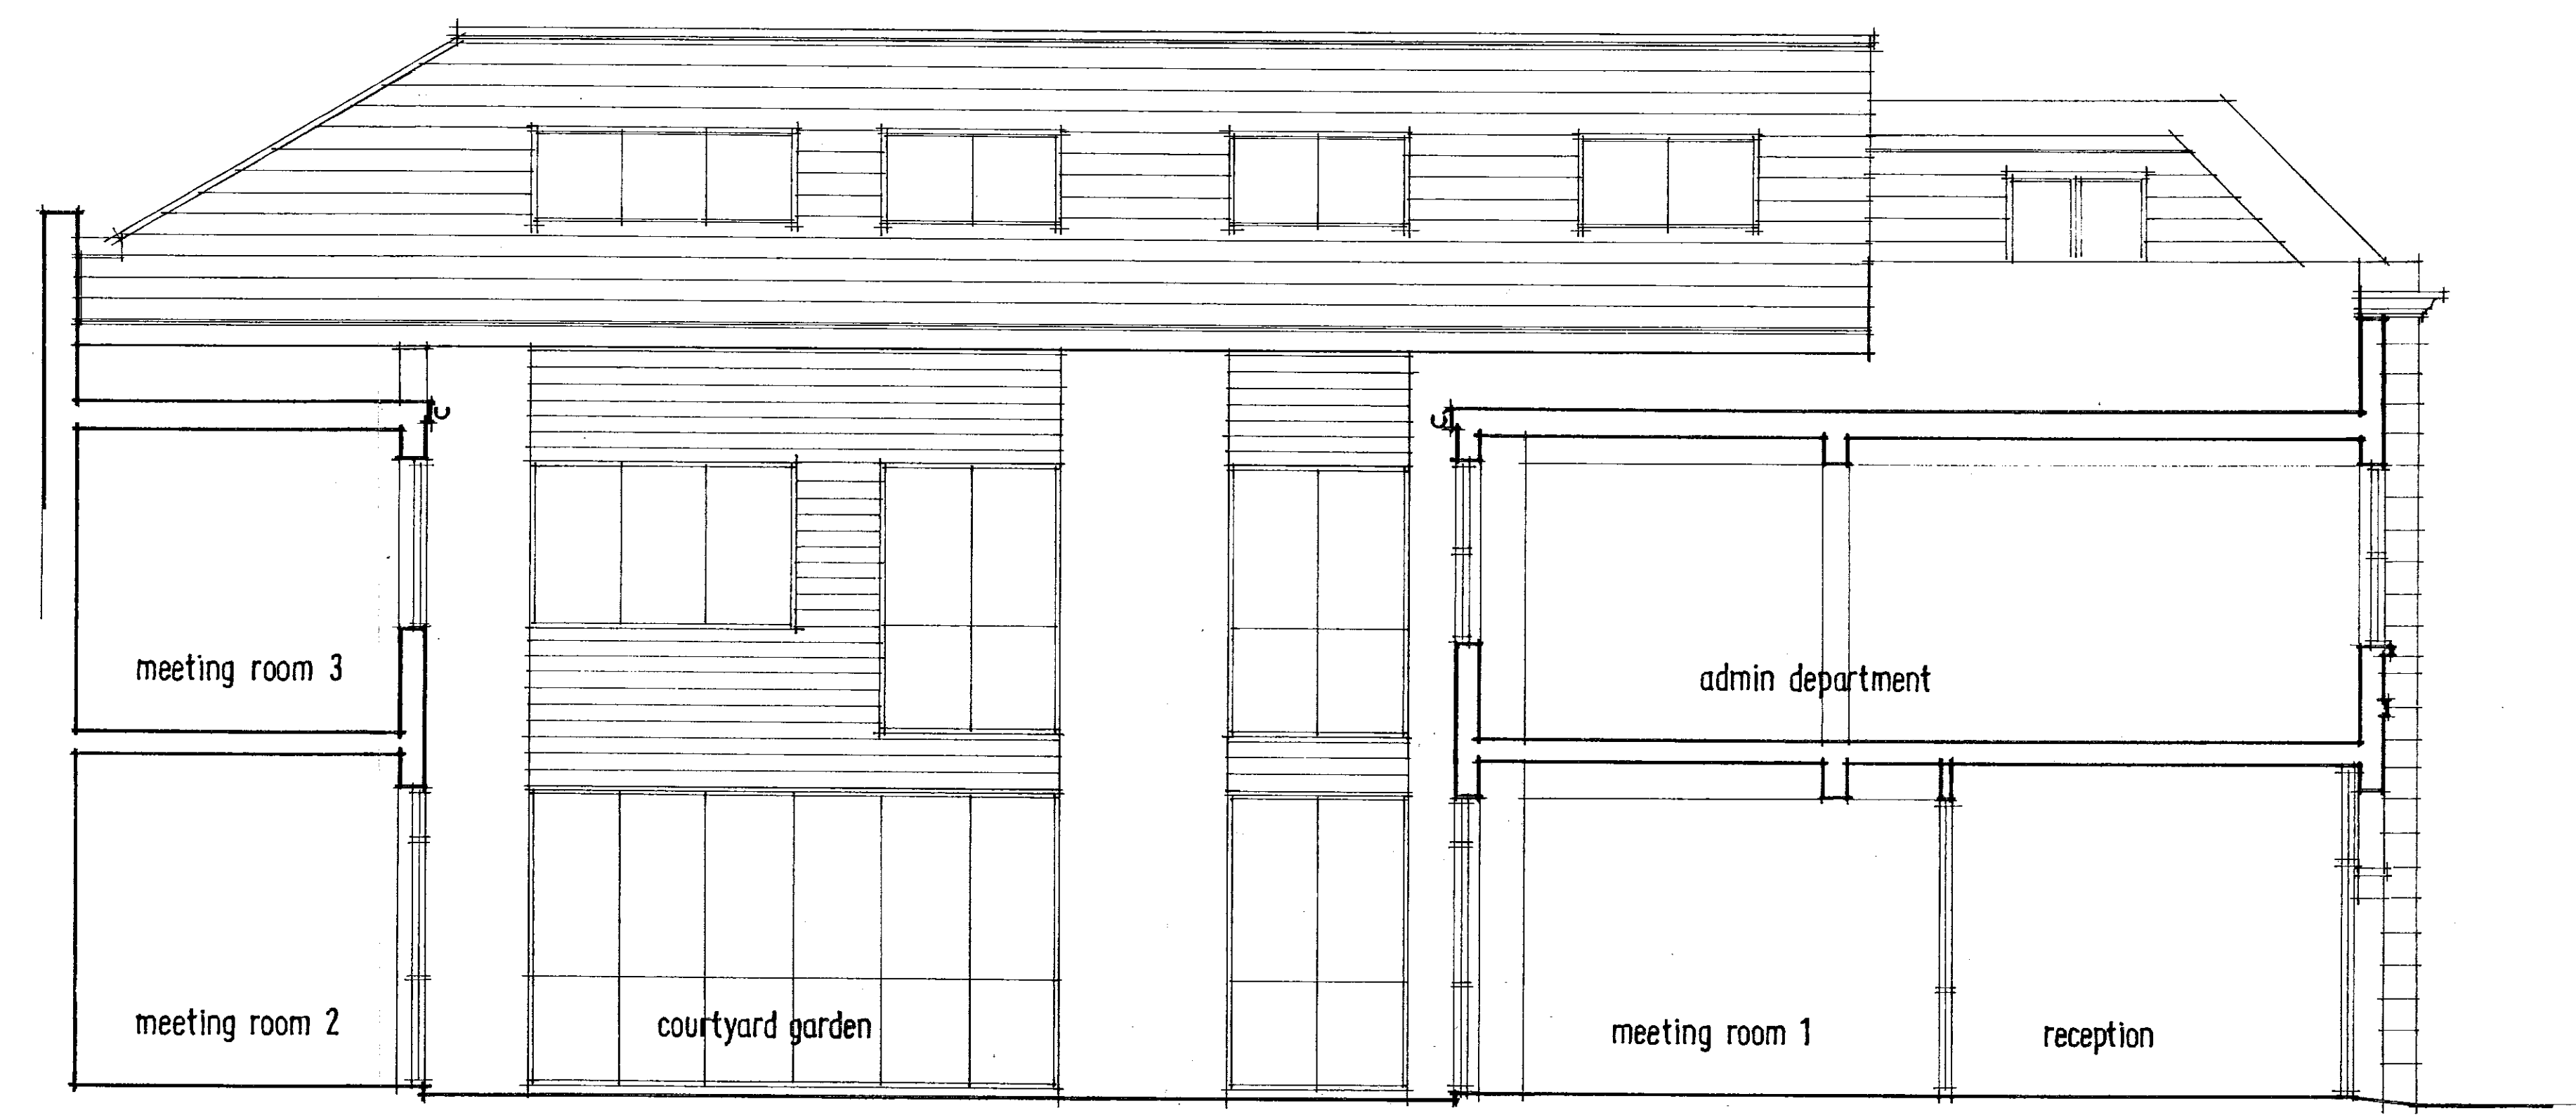 meeting room 3
admin department
meeting room 2
courtyard garden
meeting room 1
reception